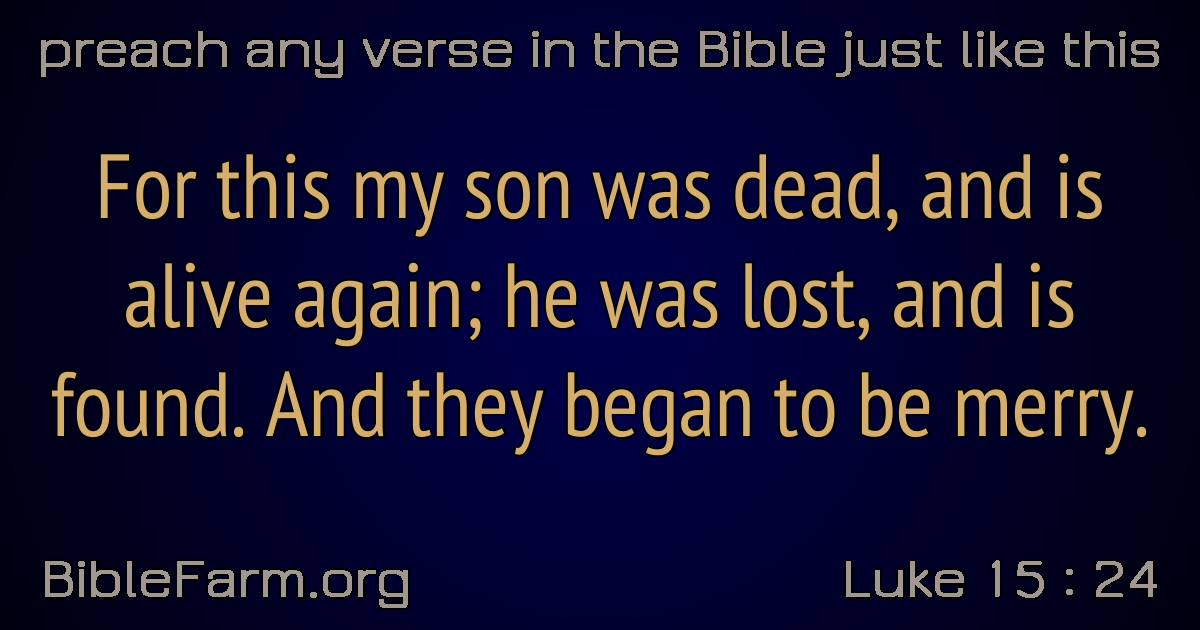 preach any verse in the Bible just like this
For this my son was dead, and is
alive again; he was lost, and is
found. And they began to be merry.
BibleFarm.org
Luke 15 : 24